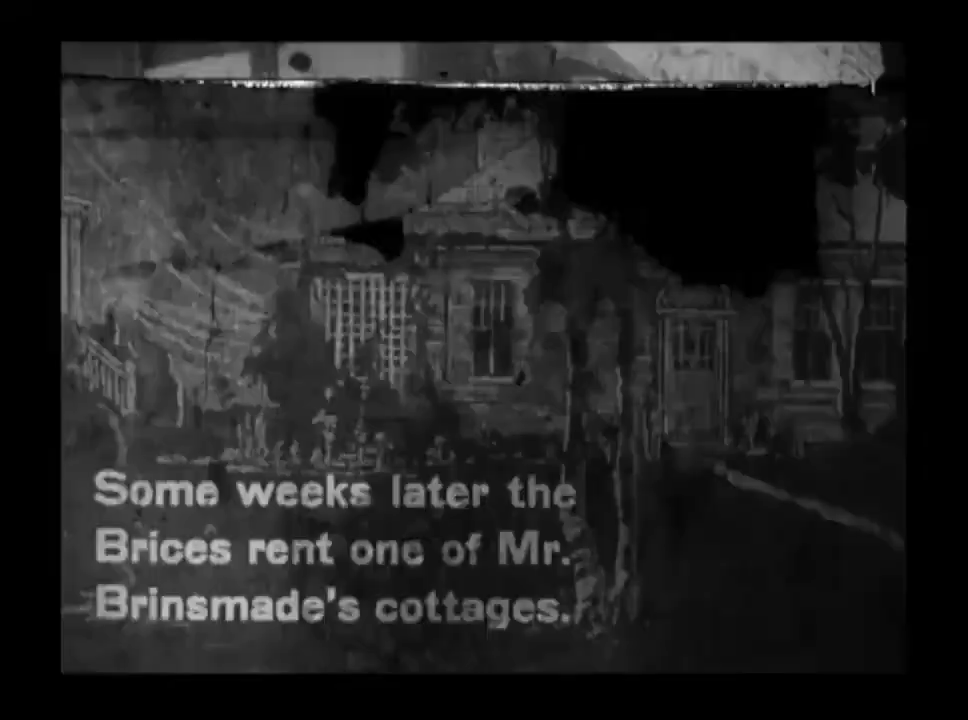 Some weeks later the
Brices rent one of Mr.
Brinsmade's cottages.